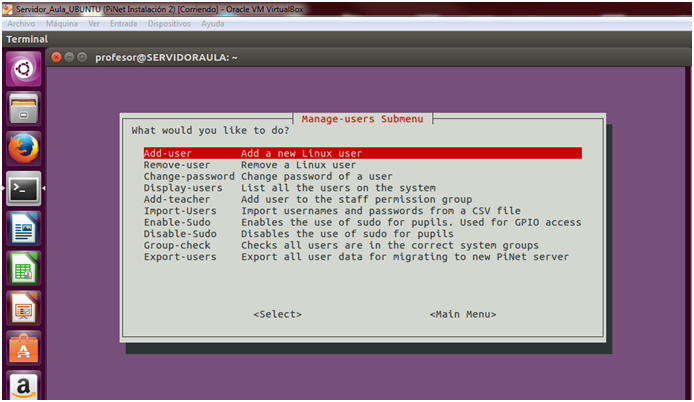 Servidor_Aula_UBUNTU (PiNet Instalación 2) [Corriendo] - Oracle VM VirtualBox
Archivo Máquina Ver Entrada Dispositivos Ayuda
Terminal
profesor@SERVIDORAULA: ~
Manage-users Submenu
What would you like to do?
Add-user Add a new Linux user
Remove-user Remove a Linux user
Change-password Change password of a user
Display-users List all the users on the system
Add-teacher Add user to the staff permission group
Import-Users Import usernames and passwords from a CSV file
Enable-Sudo Enables the use of sudo for pupils. Used for GPIO access
Disable-Sudo Disables the use of sudo for pupils
Group-check Checks all users are in the correct system groups
Export-users Export all user data for migrating to new PiNet server
<Select> <Main Menu>